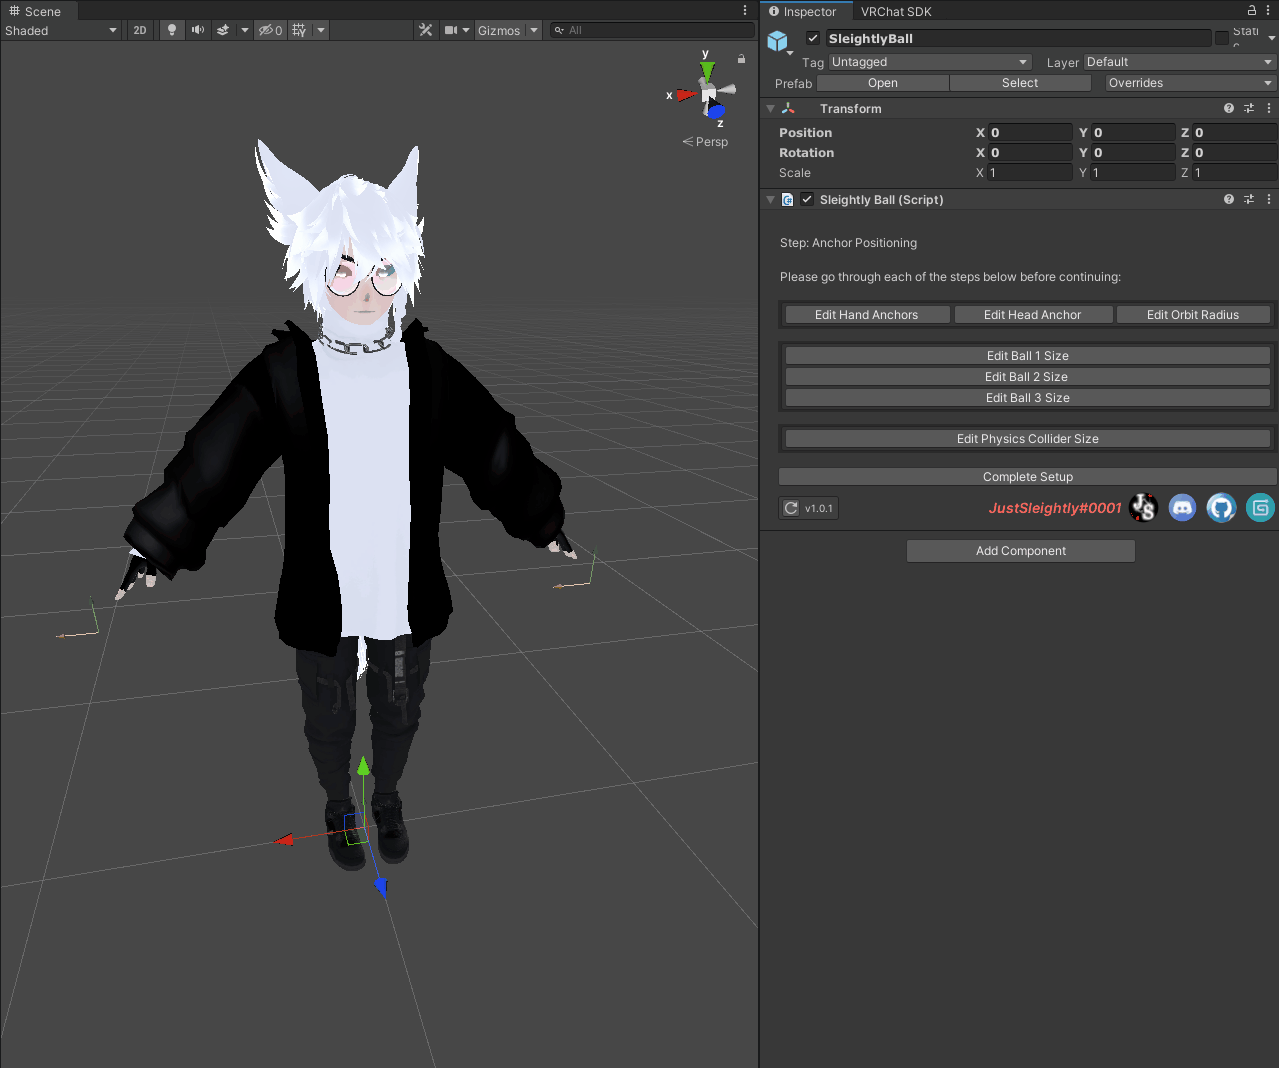 Scene
Shaded 2D 0 Gizmos All
y
x
z
Persp
Inspector VRChat SDK
SleightlyBall Stati
c
Tag Untagged Layer Default
Prefab Open Select Overrides
Transform
Position X 0 Y 0 Z 0
Rotation X 0 Y 0 Z 0
Scale X 1 Y 1 Z 1
Sleightly Ball (Script)
Step: Anchor Positioning
Please go through each of the steps below before continuing:
Edit Hand Anchors Edit Head Anchor Edit Orbit Radius
Edit Ball 1 Size
Edit Ball 2 Size
Edit Ball 3 Size
Edit Physics Collider Size
Complete Setup
v1.0.1 JustSleightly#0001 JS
Add Component